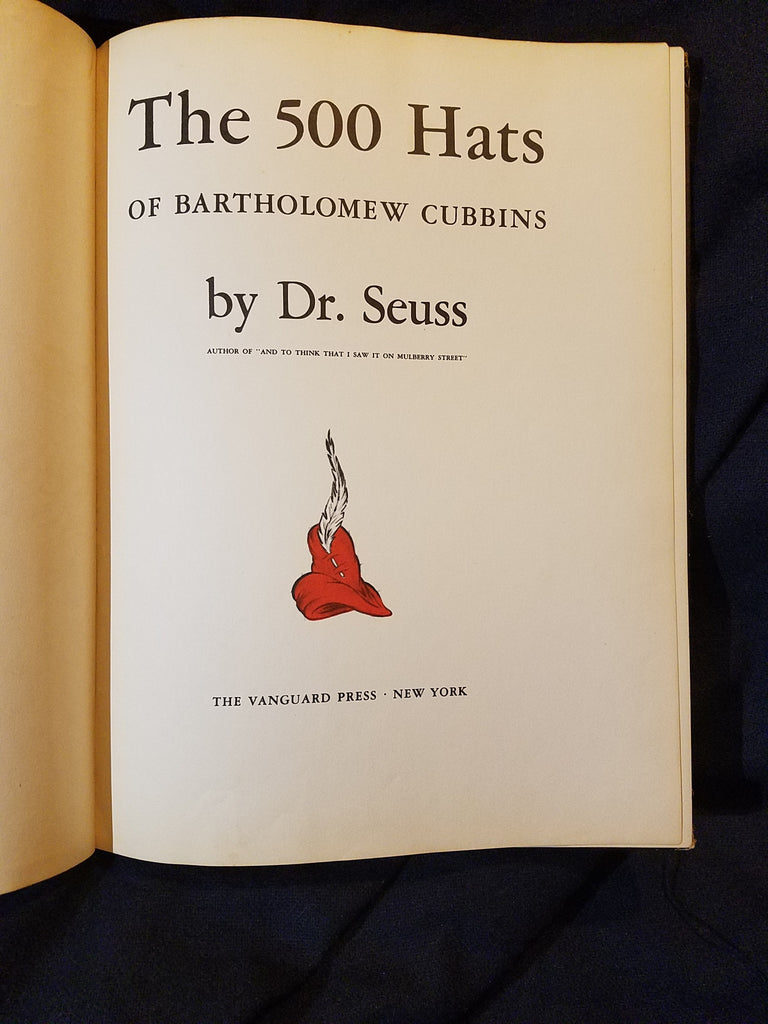 The 500 Hats
OF BARTHOLOMEW CUBBINS
by Dr. Seuss
AUTHOR OF "AND TO THINK THAT I SAW IT ON MULBERRY STREET"
THE VANGUARD PRESS · NEW YORK